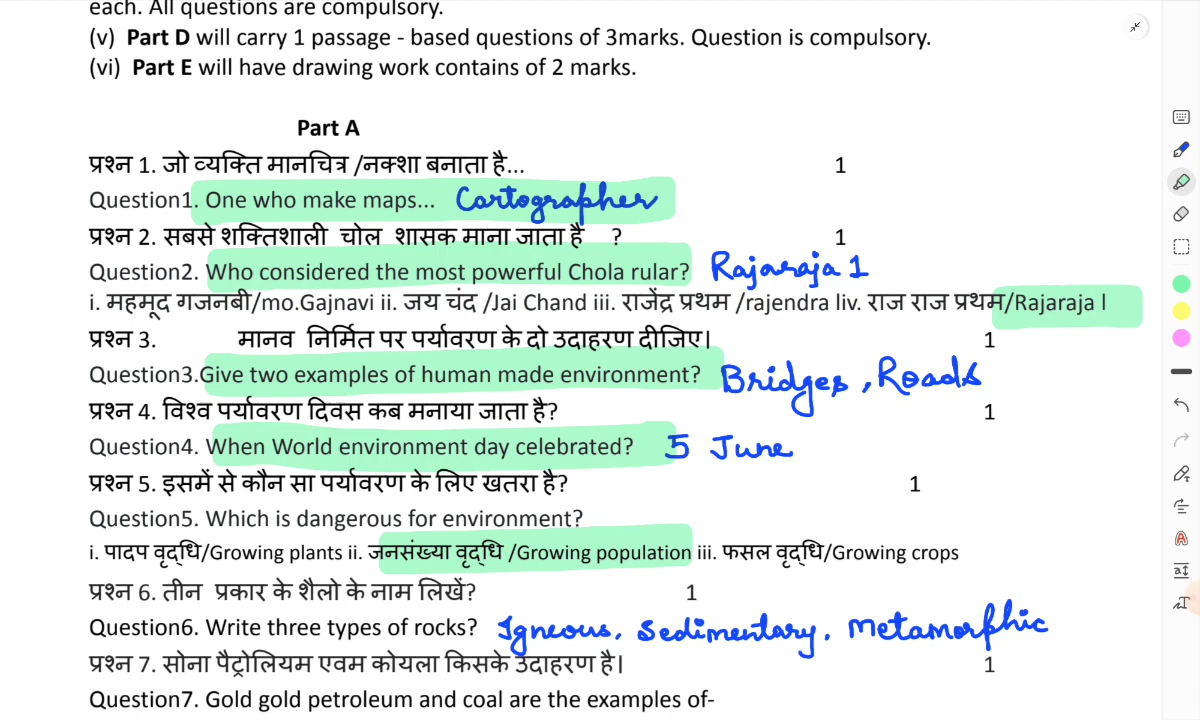 each. All questions are compulsory.
(v) Part D will carry 1 passage - based questions of 3marks. Question is compulsory.
(vi) Part E will have drawing work contains of 2 marks.
Part A
प्रश्न 1. जो व्यक्ति मानचित्र /नक्शा बनाता है... 1
Question1. One who make maps... Cartographer
प्रश्न 2. सबसे शक्तिशाली चोल शासक माना जाता है ? 1
Question2. Who considered the most powerful Chola rular? Rajaraja 1
i. महमूद गजनबी/mo.Gajnavi ii. जय चंद /Jai Chand iii. राजेंद्र प्रथम /rajendra liv. राज राज प्रथम/Rajaraja l
प्रश्न 3. मानव निर्मित पर पर्यावरण के दो उदाहरण दीजिए। 1
Question3.Give two examples of human made environment? Bridges, Roads
प्रश्न 4. विश्व पर्यावरण दिवस कब मनाया जाता है? 1
Question4. When World environment day celebrated? 5 June
प्रश्न 5. इसमें से कौन सा पर्यावरण के लिए खतरा है? 1
Question5. Which is dangerous for environment?
i. पादप वृद्धि/Growing plants ii. जनसंख्या वृद्धि /Growing population iii. फसल वृद्धि/Growing crops
प्रश्न 6. तीन प्रकार के शैलो के नाम लिखें? 1
Question6. Write three types of rocks? Igneous, Sedimentary, Metamorphic
प्रश्न 7. सोना पैट्रोलियम एवम कोयला किसके उदाहरण है। 1
Question7. Gold gold petroleum and coal are the examples of-